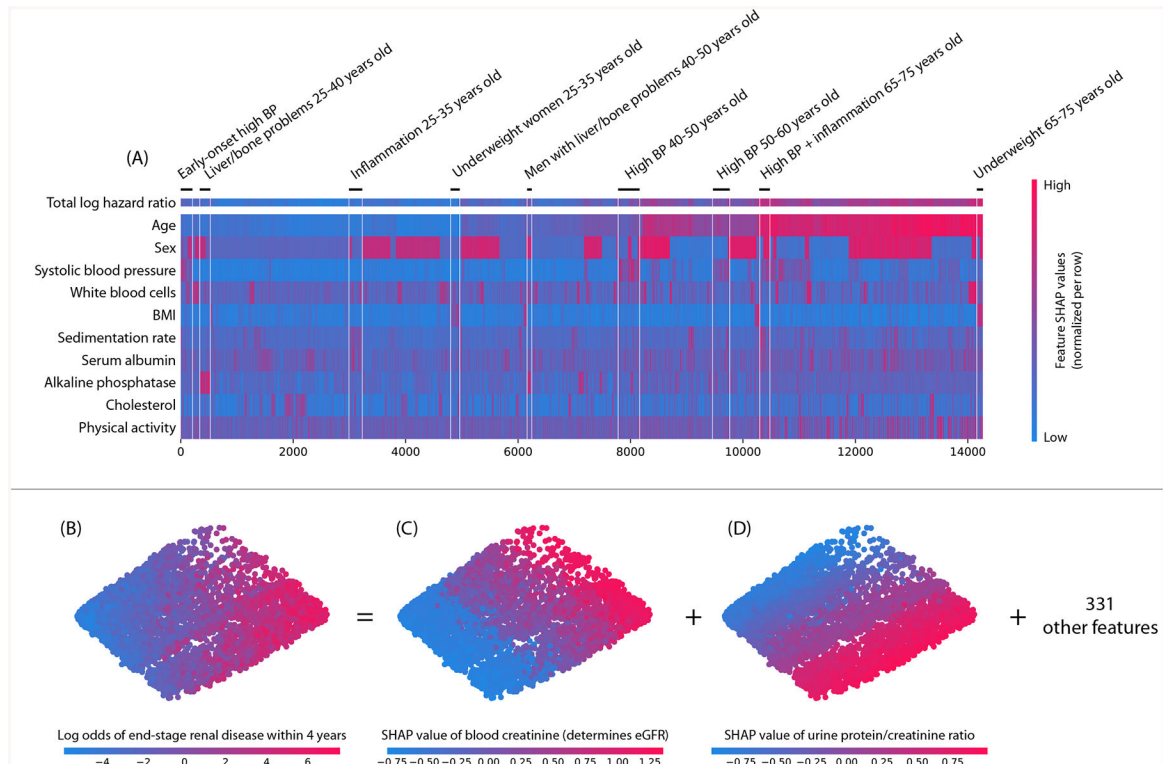 (A)
Early-onset high BP
Liver/bone problems 25-40 years old
Inflammation 25-35 years old
Underweight women 25-35 years old
Men with liver/bone problems 40-50 years old
High BP 40-50 years old
High BP 50-60 years old
High BP + inflammation 65-75 years old
Underweight 65-75 years old
Total log hazard ratio
Age
Sex
Systolic blood pressure
White blood cells
BMI
Sedimentation rate
Serum albumin
Alkaline phosphatase
Cholesterol
Physical activity
0 2000 4000 6000 8000 10000 12000 14000
High
Feature SHAP values
(normalized per row)
Low
(B) (C) (D)
= + + 331
other features
Log odds of end-stage renal disease within 4 years
−4 −2 0 2 4 6
SHAP value of blood creatinine (determines eGFR)
−0.75 −0.50 −0.25 0.00 0.25 0.50 0.75 1.00 1.25
SHAP value of urine protein/creatinine ratio
−0.75 −0.50 −0.25 0.00 0.25 0.50 0.75